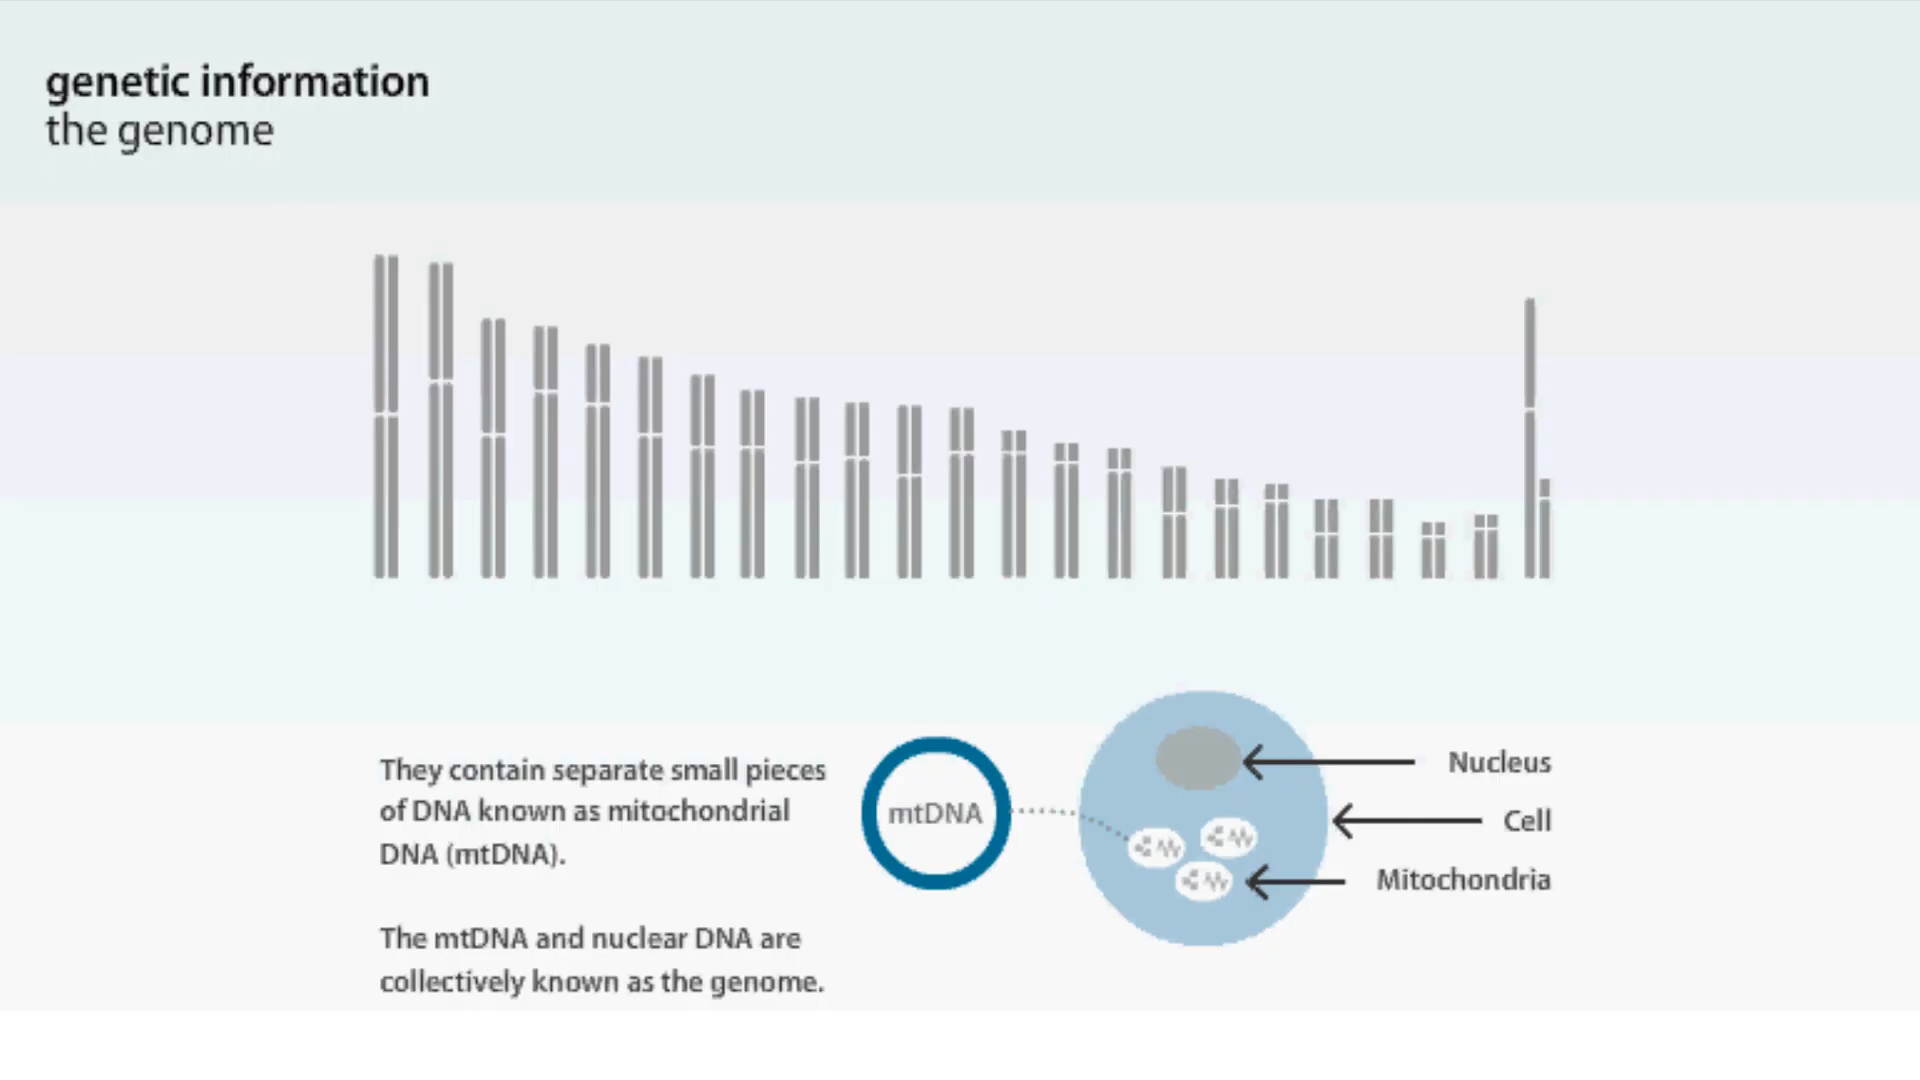 genetic information
the genome
They contain separate small pieces
of DNA known as mitochondrial
DNA (mtDNA).
The mtDNA and nuclear DNA are
collectively known as the genome.
mtDNA
Nucleus
Cell
Mitochondria